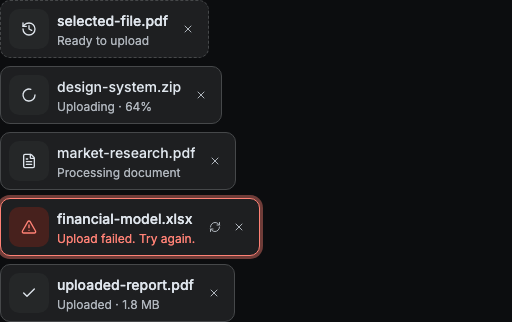 selected-file.pdf
Ready to upload
design-system.zip
Uploading · 64%
market-research.pdf
Processing document
financial-model.xlsx
Upload failed. Try again.
uploaded-report.pdf
Uploaded · 1.8 MB